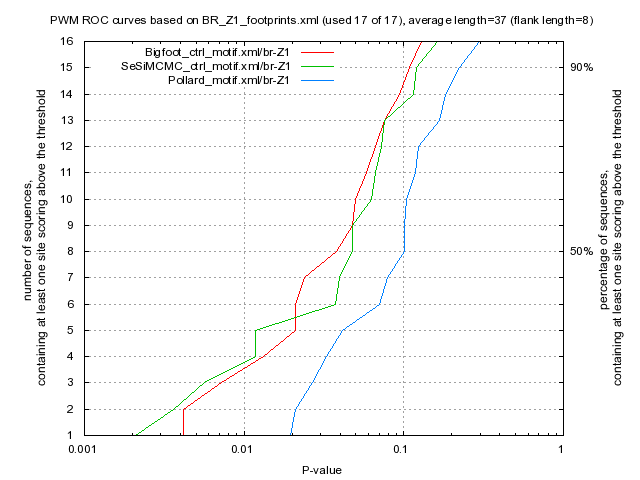 PWM ROC curves based on BR_Z1_footprints.xml (used 17 of 17), average length=37 (flank length=8)
Bigfoot_ctrl_motif.xml/br-Z1
SeSiMCMC_ctrl_motif.xml/br-Z1
Pollard_motif.xml/br-Z1
16
15
14
13
12
11
10
9
8
7
6
5
4
3
2
1
90%
50%
number of sequences,
containing at least one site scoring above the threshold
percentage of sequences,
containing at least one site scoring above the threshold
0.001
0.01
0.1
1
P-value